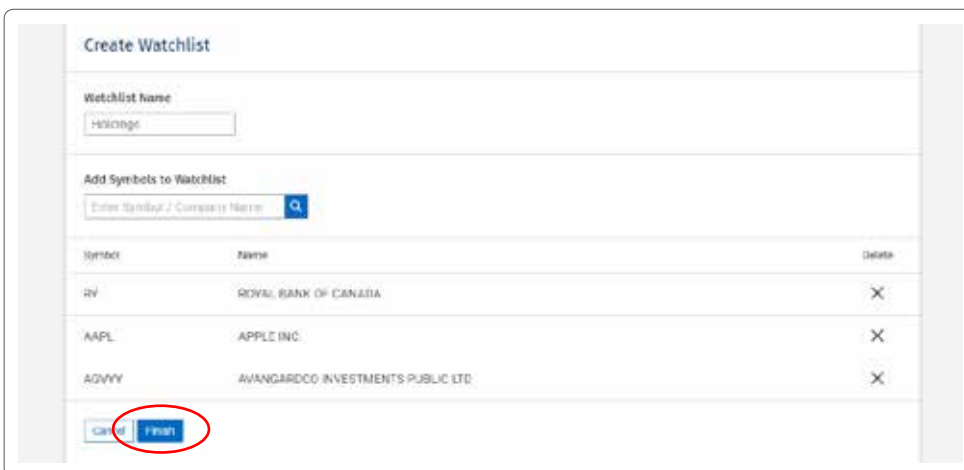 Create Watchlist
Watchlist Name
Holdings
Add Symbols to Watchlist
Enter Symbol / Company Name
Symbol Name Delete
RY ROYAL BANK OF CANADA
AAPL APPLE INC
AGVYY AVANGARDCO INVESTMENTS PUBLIC LTD
Cancel Finish